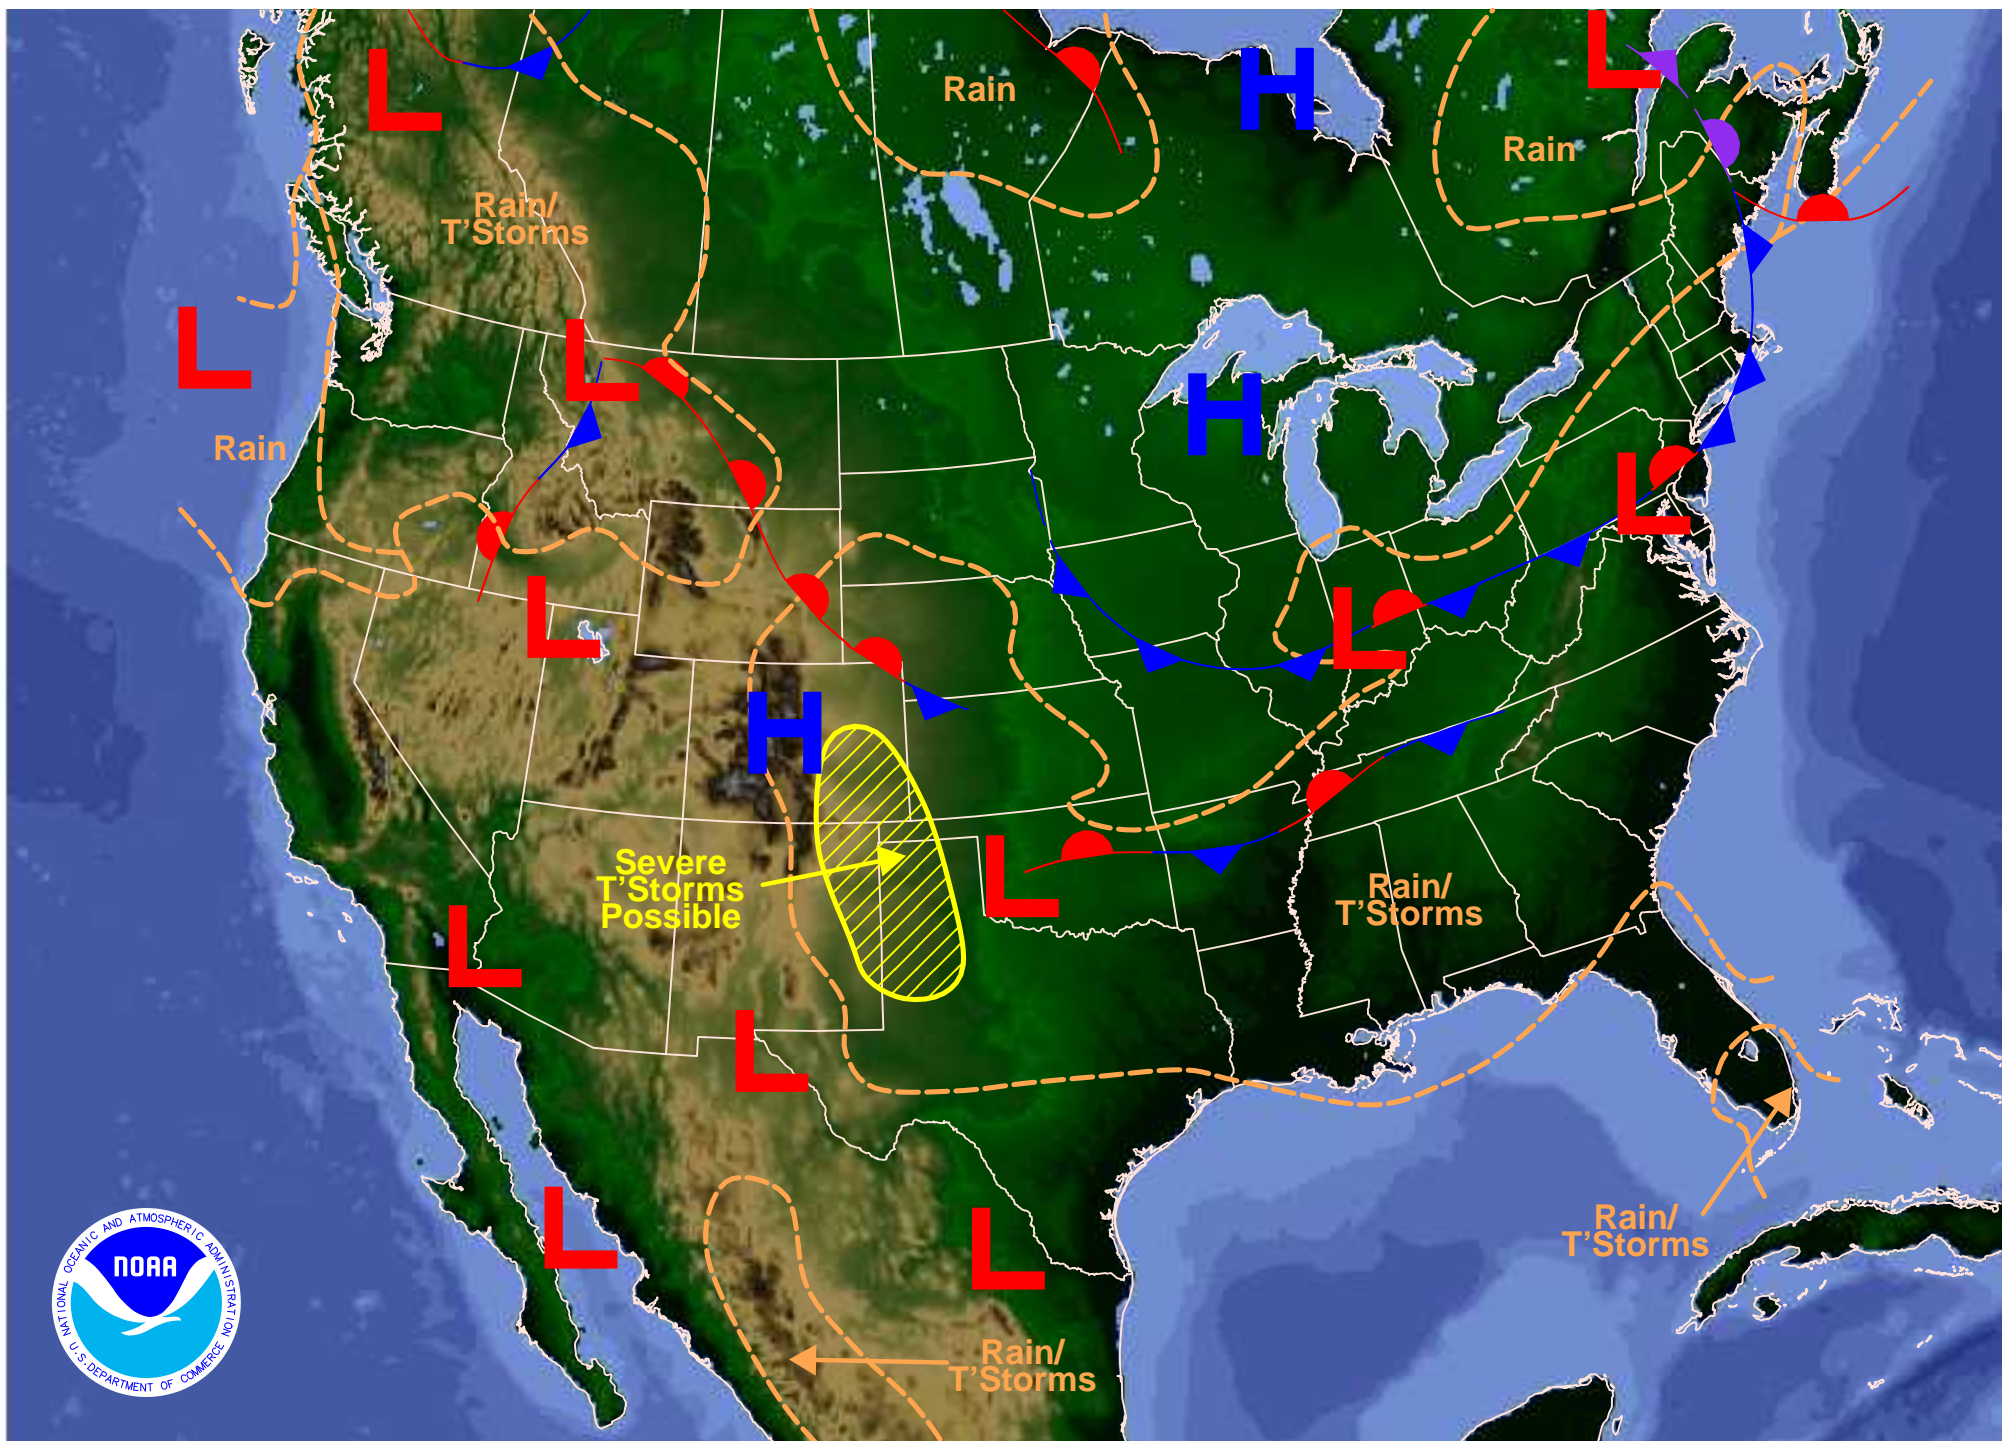 L
H
L
Rain
Rain
Rain/
T'Storms
L
L
H
Rain
L
L
L
H
Severe
T'Storms
Possible
L
Rain/
T'Storms
L
L
L
L
Rain/
T'Storms
Rain/
T'Storms
NATIONAL OCEANIC AND ATMOSPHERIC ADMINISTRATION
NOAA
U.S. DEPARTMENT OF COMMERCE